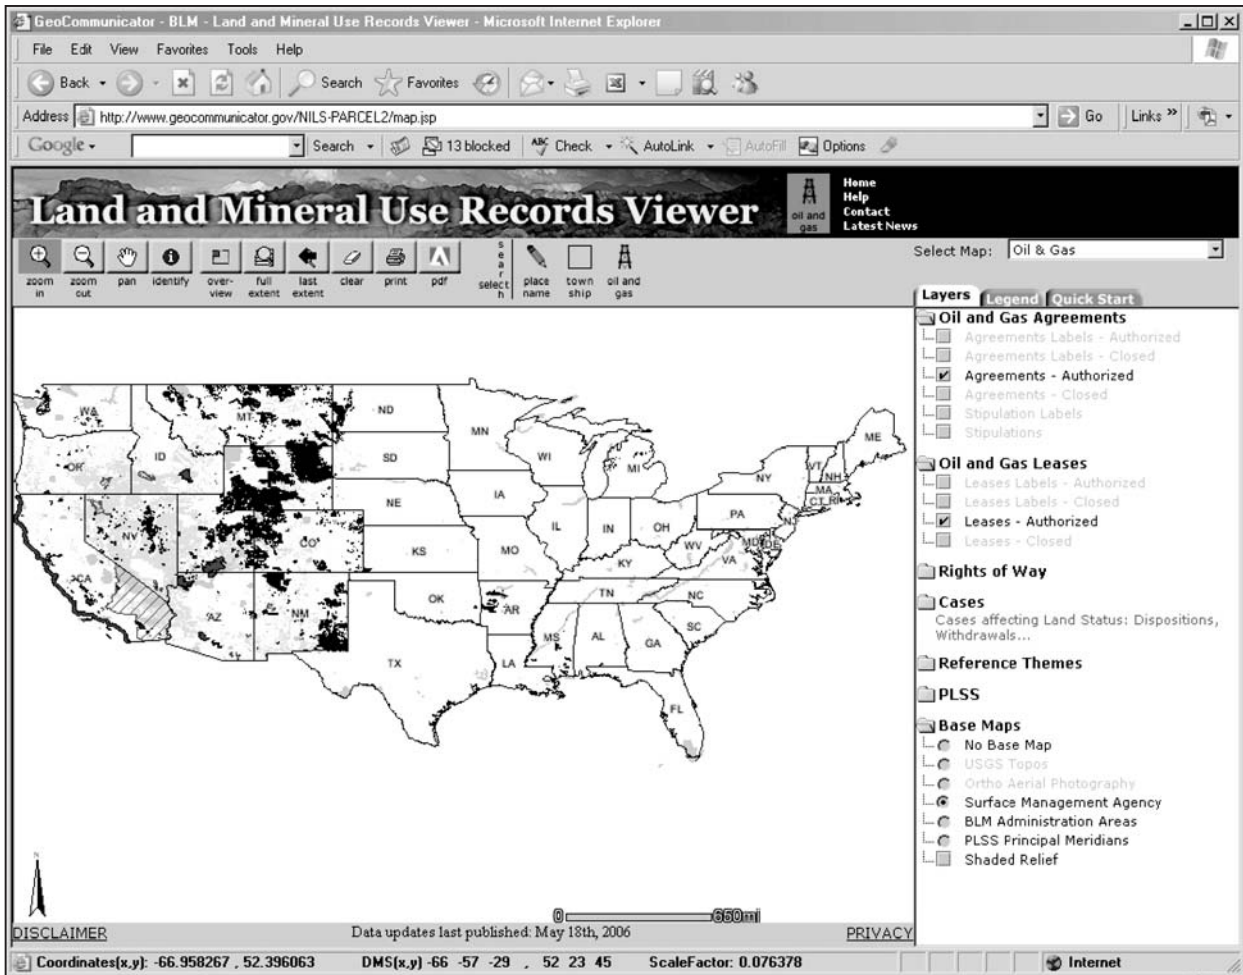 GeoCommunicator - BLM - Land and Mineral Use Records Viewer - Microsoft Internet Explorer
File Edit View Favorites Tools Help
Back Search Favorites
Address http://www.geocommunicator.gov/NILS-PARCEL2/map.jsp Go Links »
Google Search 13 blocked ABC Check AutoLink AutoFill Options
Land and Mineral Use Records Viewer
oil and gas
Home
Help
Contact
Latest News
zoom in
zoom out
pan
identify
over-view
full extent
last extent
clear
print
pdf
search select
place name
town ship
oil and gas
Select Map: Oil & Gas
Layers Legend Quick Start
Oil and Gas Agreements
Agreements Labels - Authorized
Agreements Labels - Closed
Agreements - Authorized
Agreements - Closed
Stipulation Labels
Stipulations
Oil and Gas Leases
Leases Labels - Authorized
Leases Labels - Closed
Leases - Authorized
Leases - Closed
Rights of Way
Cases
Cases affecting Land Status: Dispositions,
Withdrawals...
Reference Themes
PLSS
Base Maps
No Base Map
USGS Topos
Ortho Aerial Photography
Surface Management Agency
BLM Administration Areas
PLSS Principal Meridians
Shaded Relief
WA MT ND MN ME
OR ID SD WI MI NY VT NH
MA CT RI
NE IA PA NJ
NV CO IL IN OH MD DE
CA KS MO WV VA
KY
AZ NM OK AR TN NC
SC
TX LA MS AL GA
FL
N
0 650mi
DISCLAIMER Data updates last published: May 18th, 2006 PRIVACY
Coordinates(x,y): -66.958267 , 52.396063 DMS(x,y) -66 -57 -29 , 52 23 45 ScaleFactor: 0.076378 Internet